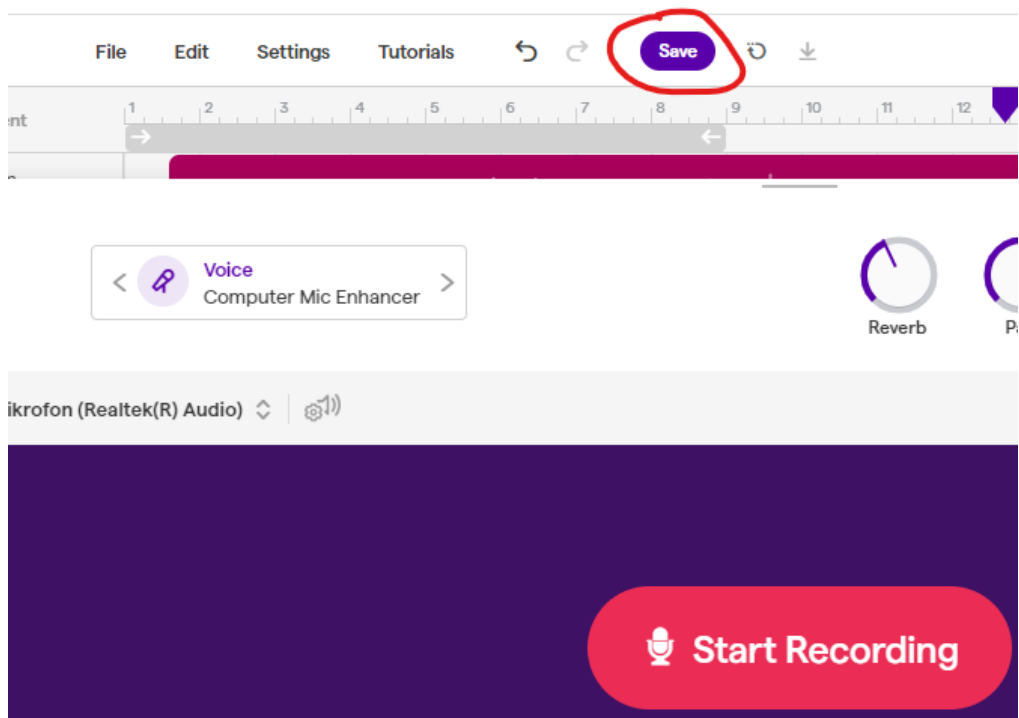 File Edit Settings Tutorials Save
1 2 3 4 5 6 7 8 9 10 11 12
nt
Voice
Computer Mic Enhancer
Reverb
ikrofon (Realtek(R) Audio)
Start Recording